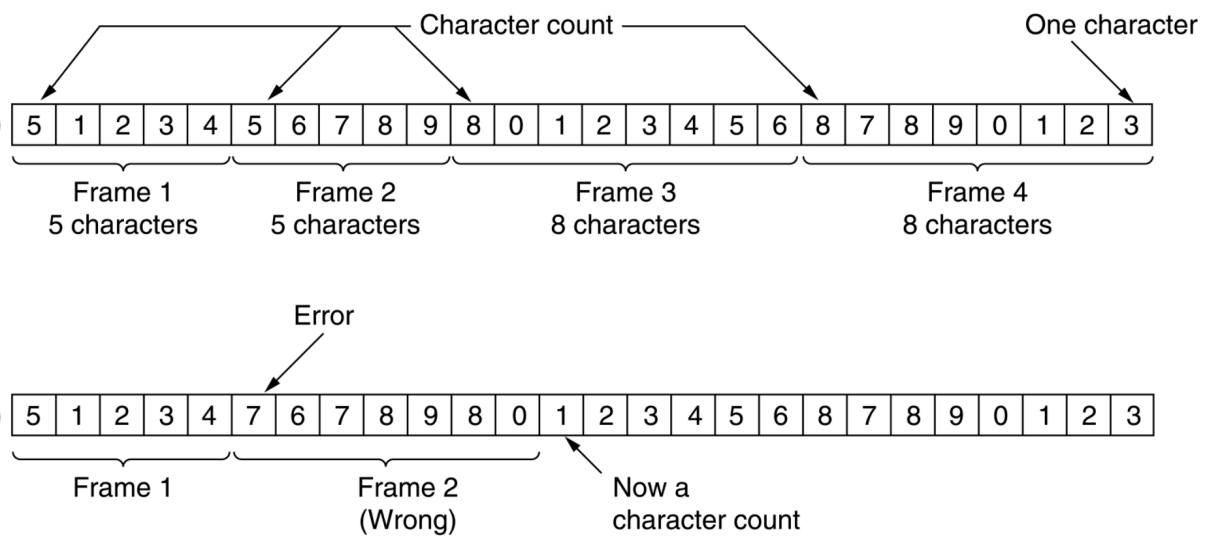 Character count
One character
5 1 2 3 4 5 6 7 8 9 8 0 1 2 3 4 5 6 8 7 8 9 0 1 2 3
Frame 1
5 characters
Frame 2
5 characters
Frame 3
8 characters
Frame 4
8 characters
Error
5 1 2 3 4 7 6 7 8 9 8 0 1 2 3 4 5 6 8 7 8 9 0 1 2 3
Frame 1
Frame 2
(Wrong)
Now a
character count